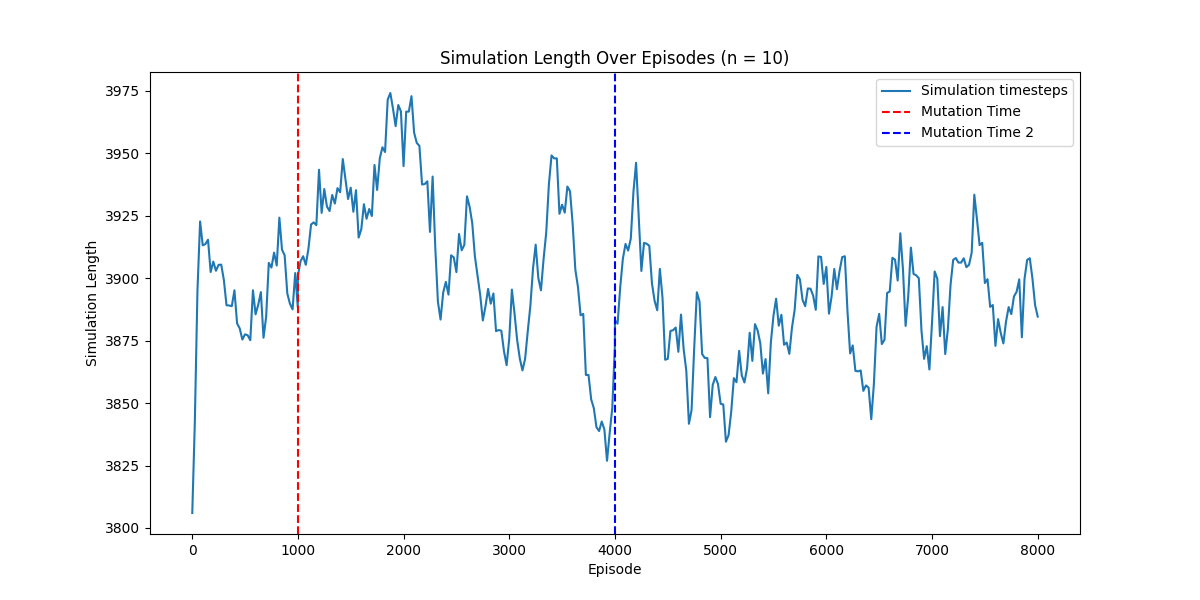 Simulation Length Over Episodes (n = 10)
Simulation timesteps
Mutation Time
Mutation Time 2
Simulation Length
3975
3950
3925
3900
3875
3850
3825
3800
0 1000 2000 3000 4000 5000 6000 7000 8000
Episode